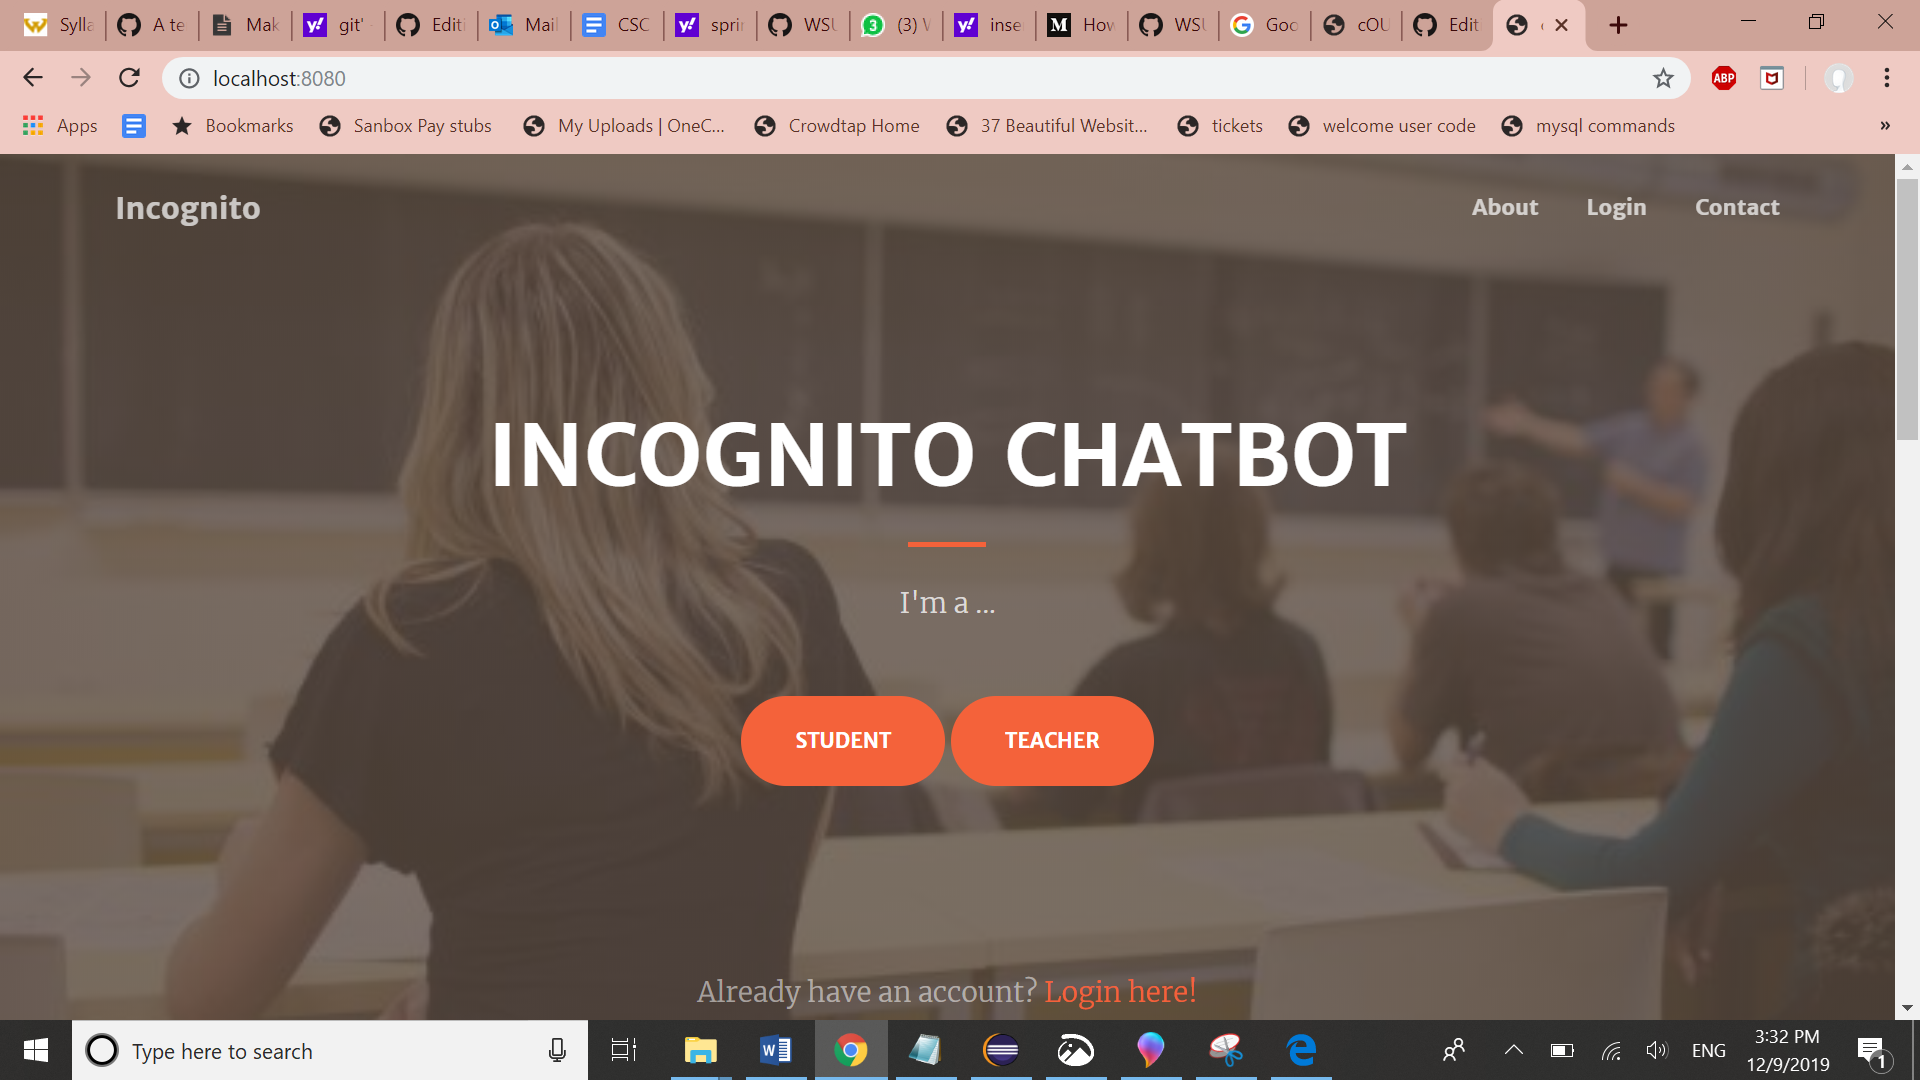 Sylla
A te
Mak
git'
Editi
Mail
CSC
sprin
WSU
(3) W
inse
How
WSU
Goo
cOU
Edit
localhost:8080
ABP
Apps
Bookmarks
Sanbox Pay stubs
My Uploads | OneC...
Crowdtap Home
37 Beautiful Websit...
tickets
welcome user code
mysql commands
»
Incognito
About
Login
Contact
INCOGNITO CHATBOT
I'm a ...
STUDENT
TEACHER
Already have an account? Login here!
Type here to search
ENG
3:32 PM
12/9/2019
1